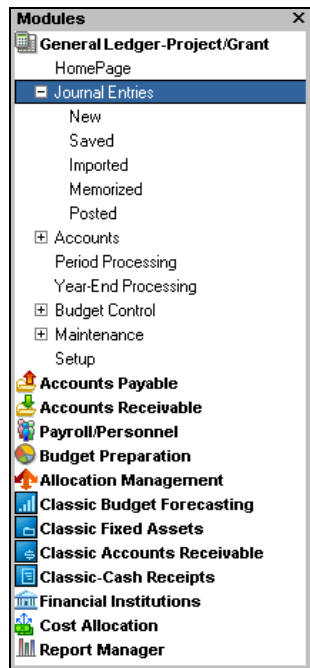 Modules
General Ledger-Project/Grant
HomePage
Journal Entries
New
Saved
Imported
Memorized
Posted
Accounts
Period Processing
Year-End Processing
Budget Control
Maintenance
Setup
Accounts Payable
Accounts Receivable
Payroll/Personnel
Budget Preparation
Allocation Management
Classic Budget Forecasting
Classic Fixed Assets
Classic Accounts Receivable
Classic-Cash Receipts
Financial Institutions
Cost Allocation
Report Manager